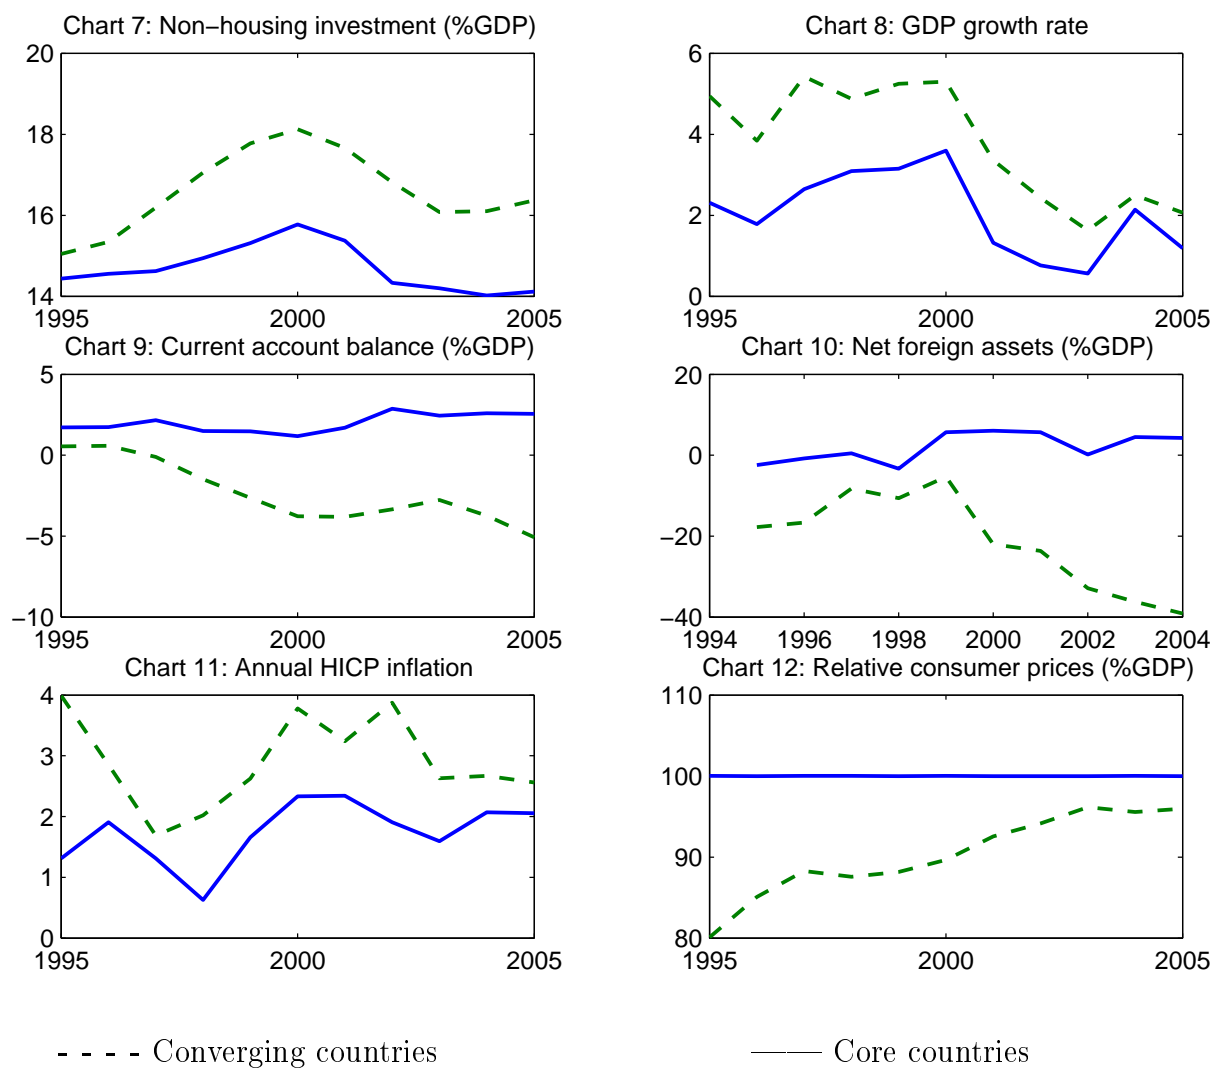 Chart 7: Non−housing investment (%GDP)
20
18
16
14
1995 2000 2005
Chart 8: GDP growth rate
6
4
2
0
1995 2000 2005
Chart 9: Current account balance (%GDP)
5
0
−5
−10
1995 2000 2005
Chart 10: Net foreign assets (%GDP)
20
0
−20
−40
1994 1996 1998 2000 2002 2004
Chart 11: Annual HICP inflation
4
3
2
1
0
1995 2000 2005
Chart 12: Relative consumer prices (%GDP)
110
100
90
80
1995 2000 2005
Converging countries
Core countries